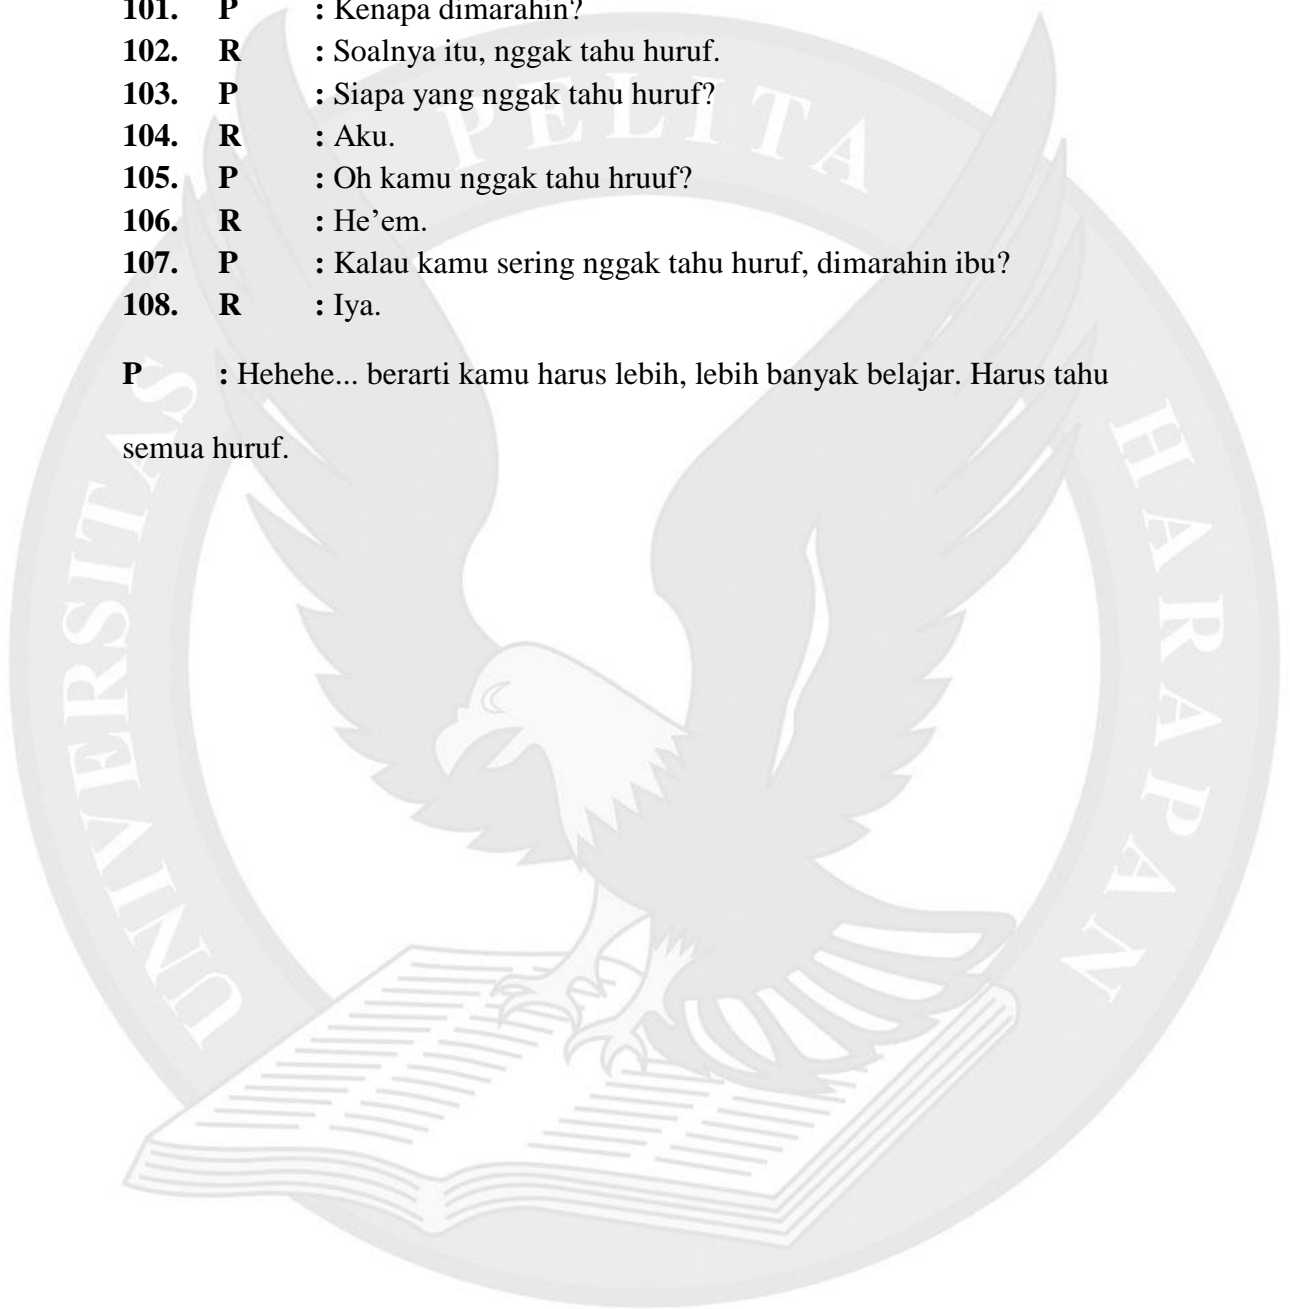 101. P : Kenapa dimarahin?
102. R : Soalnya itu, nggak tahu huruf.
103. P : Siapa yang nggak tahu huruf?
104. R : Aku.
105. P : Oh kamu nggak tahu hruuf?
106. R : He’em.
107. P : Kalau kamu sering nggak tahu huruf, dimarahin ibu?
108. R : Iya.
P : Hehehe... berarti kamu harus lebih, lebih banyak belajar. Harus tahu
semua huruf.
UNIVERSITAS PELITA HARAPAN